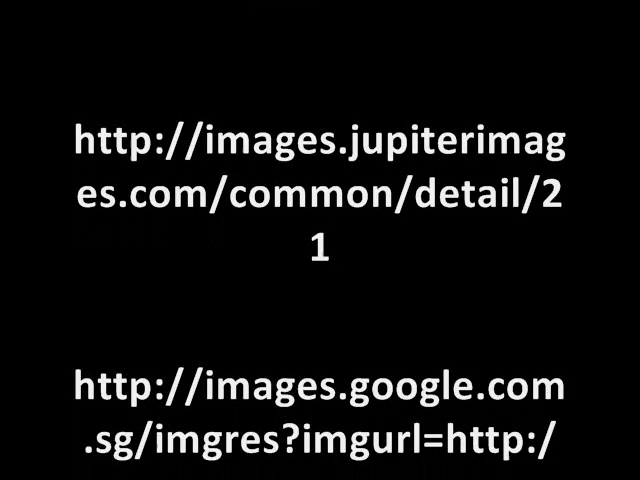 http://images.jupiterimag
es.com/common/detail/2
1
http://images.google.com
.sg/imgres?imgurl=http:/